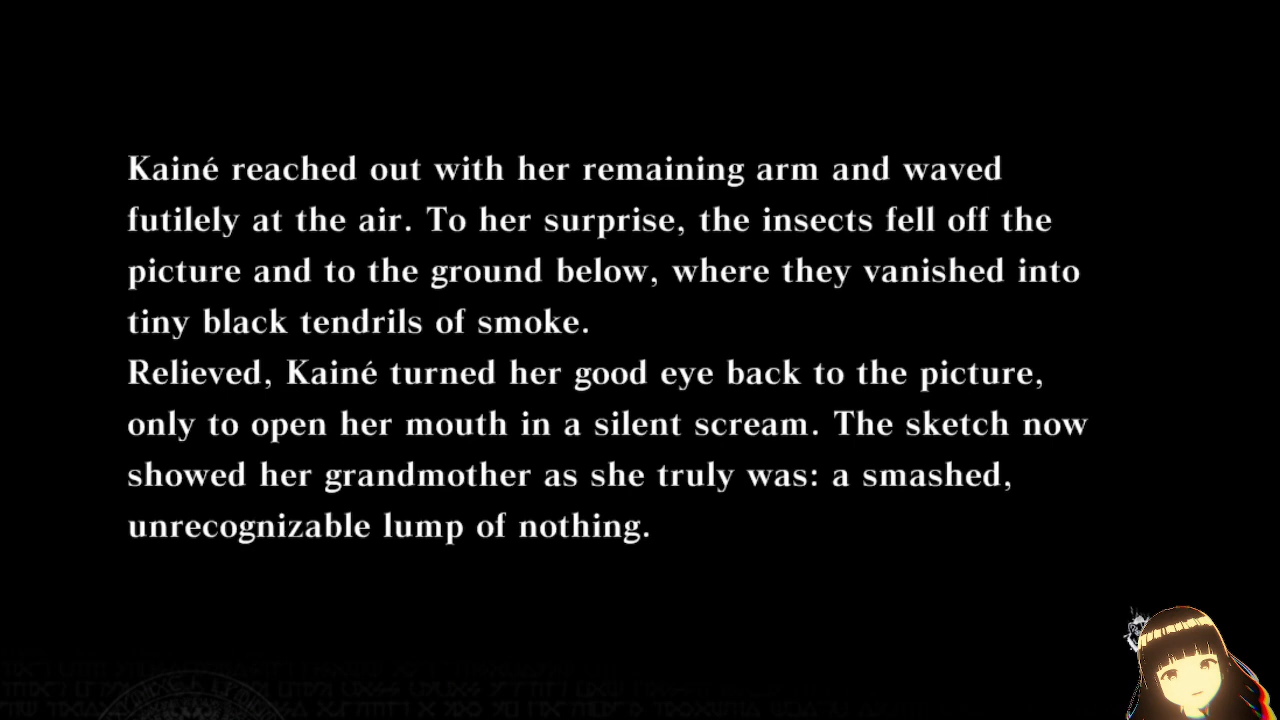 Kainé reached out with her remaining arm and waved
futilely at the air. To her surprise, the insects fell off the
picture and to the ground below, where they vanished into
tiny black tendrils of smoke.
Relieved, Kainé turned her good eye back to the picture,
only to open her mouth in a silent scream. The sketch now
showed her grandmother as she truly was: a smashed,
unrecognizable lump of nothing.